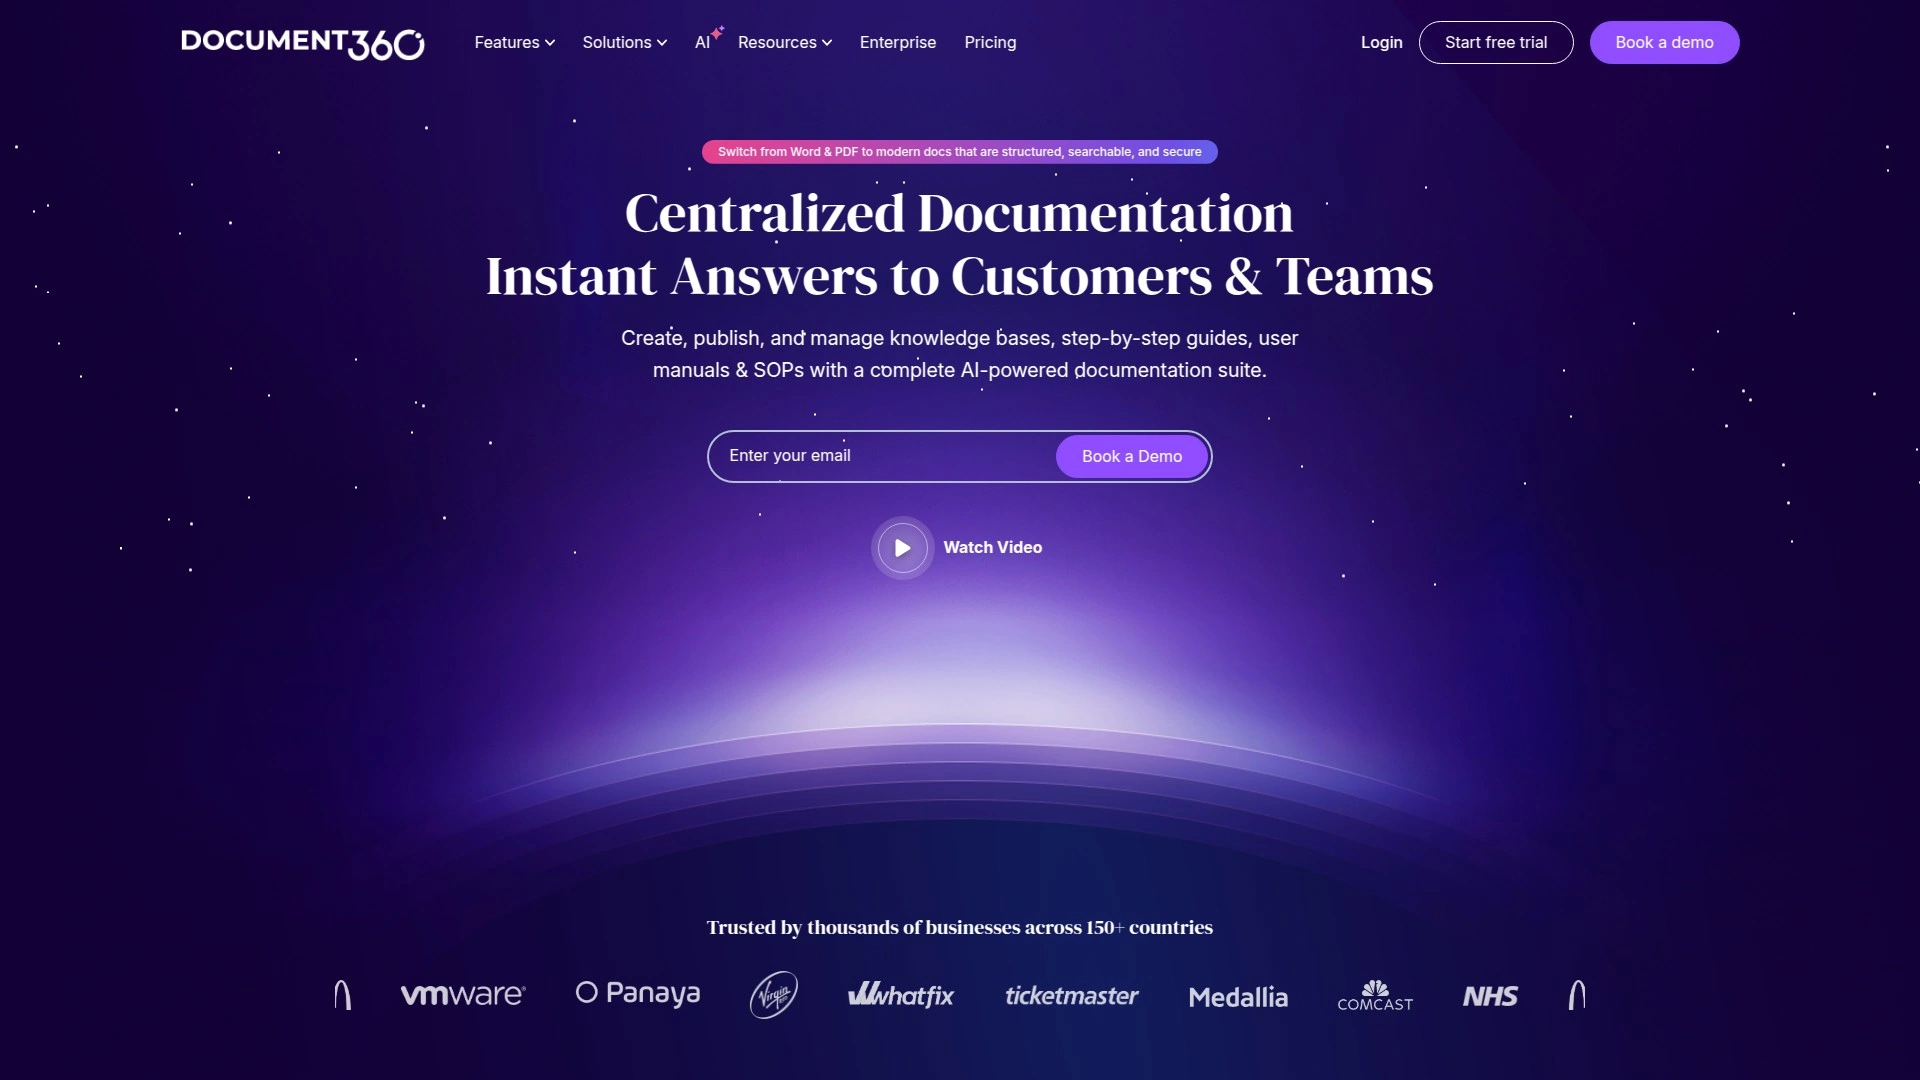 DOCUMENT360
Features
Solutions
AI
Resources
Enterprise
Pricing
Login
Start free trial
Book a demo
Switch from Word & PDF to modern docs that are structured, searchable, and secure
Centralized Documentation
Instant Answers to Customers & Teams
Create, publish, and manage knowledge bases, step-by-step guides, user
manuals & SOPs with a complete AI-powered documentation suite.
Enter your email
Book a Demo
Watch Video
Trusted by thousands of businesses across 150+ countries
vmware®
Panaya
Virgin
whatfix
ticketmaster
Medallia
COMCAST
NHS